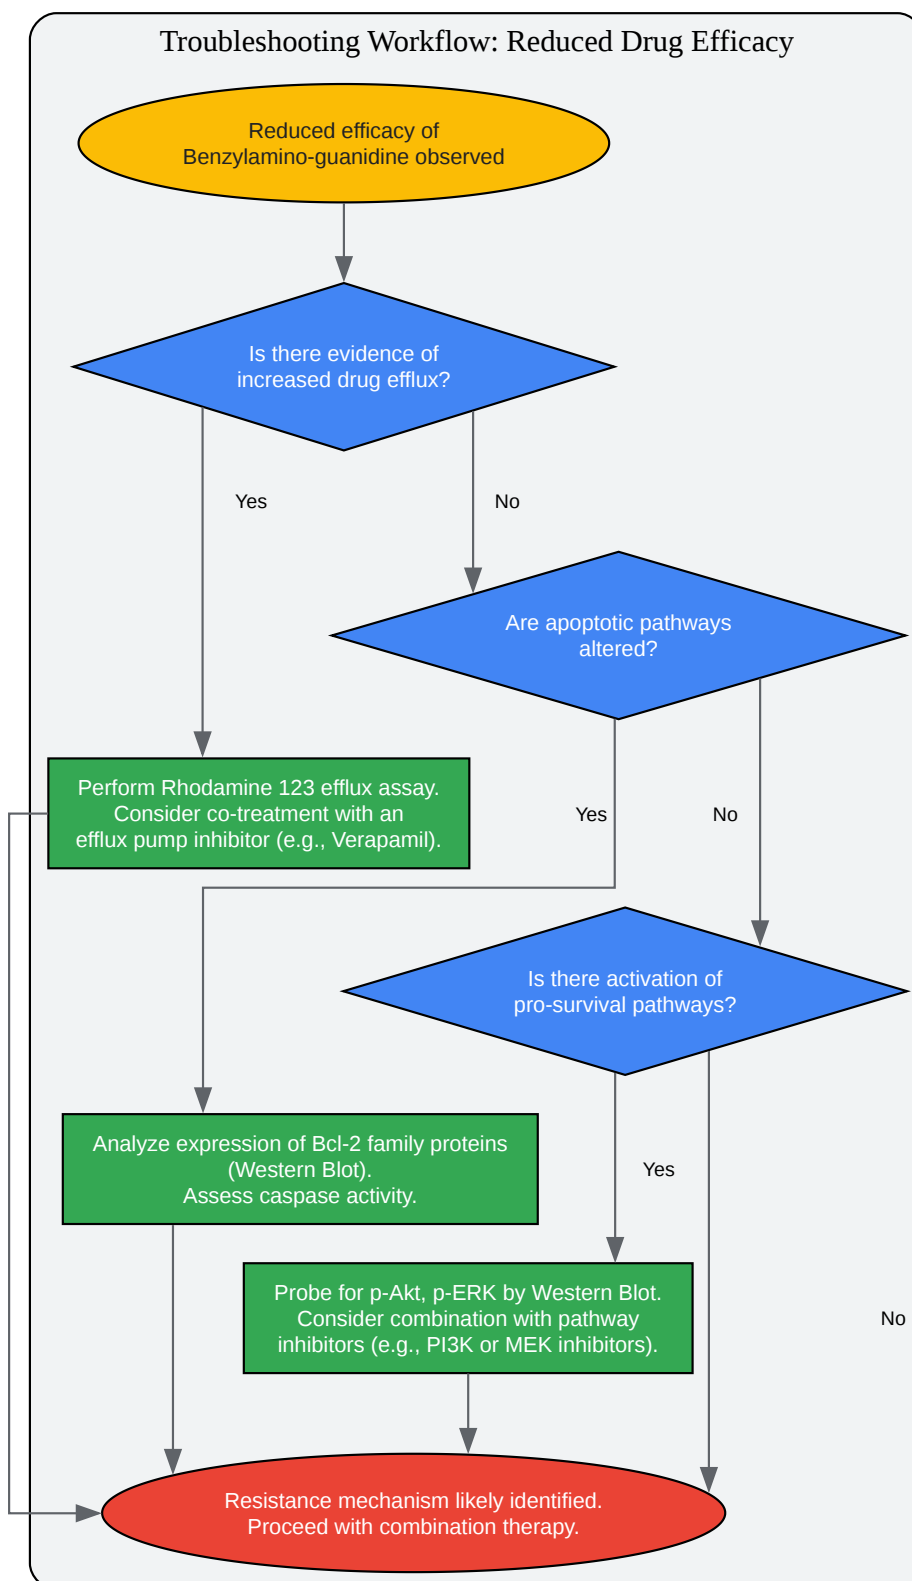 Troubleshooting Workflow: Reduced Drug Efficacy
Reduced efficacy of
Benzylamino-guanidine observed
Is there evidence of
increased drug efflux?
Yes
No
Are apoptotic pathways
altered?
Perform Rhodamine 123 efflux assay.
Consider co-treatment with an
efflux pump inhibitor (e.g., Verapamil).
Yes
No
Is there activation of
pro-survival pathways?
Analyze expression of Bcl-2 family proteins
(Western Blot).
Assess caspase activity.
Yes
Probe for p-Akt, p-ERK by Western Blot.
Consider combination with pathway
inhibitors (e.g., PI3K or MEK inhibitors).
No
Resistance mechanism likely identified.
Proceed with combination therapy.